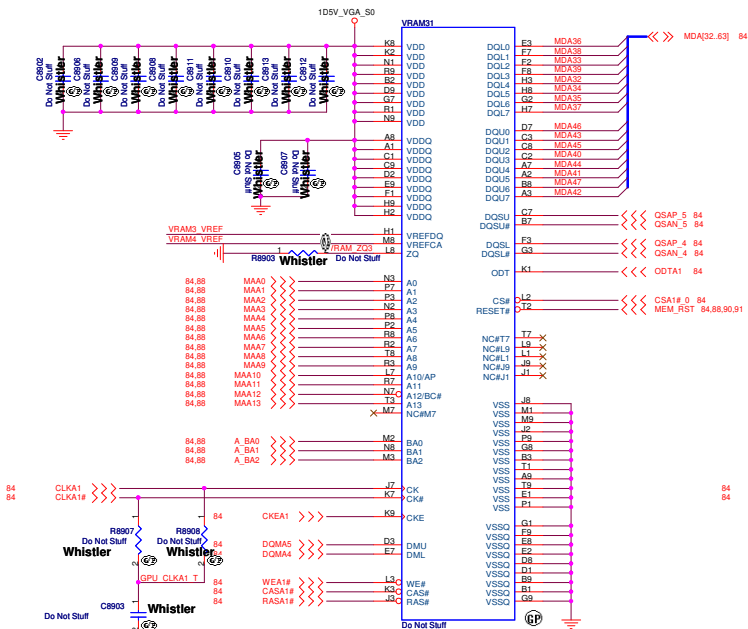 1D5V_VGA_S0
VRAM31
K8 VDD
K2 VDD
N1 VDD
R9 VDD
B2 VDD
D9 VDD
G7 VDD
R1 VDD
N9 VDD
A8 VDDQ
A1 VDDQ
C1 VDDQ
C9 VDDQ
D2 VDDQ
E9 VDDQ
F1 VDDQ
H9 VDDQ
H2 VDDQ
C8902 Do Not Stuff Whistler
C8906 Do Not Stuff Whistler
C8909 Do Not Stuff Whistler
C8908 Do Not Stuff Whistler
C8911 Do Not Stuff Whistler
C8910 Do Not Stuff Whistler
C8913 Do Not Stuff Whistler
C8912 Do Not Stuff Whistler
C8905 Do Not Stuff Whistler
C8907 Do Not Stuff Whistler
VRAM3_VREF H1 VREFDQ
VRAM4_VREF M8 VREFCA
/RAM_ZQ3 L8 ZQ
1 R8903 2 Whistler Do Not Stuff
84,88 MAA0 N3 A0
84,88 MAA1 P7 A1
84,88 MAA2 P3 A2
84,88 MAA3 N2 A3
84,88 MAA4 P8 A4
84,88 MAA5 P2 A5
84,88 MAA6 R8 A6
84,88 MAA7 R2 A7
84,88 MAA8 T8 A8
84,88 MAA9 R3 A9
84,88 MAA10 L7 A10/AP
84,88 MAA11 R7 A11
84,88 MAA12 N7 A12/BC#
84,88 MAA13 T3 A13
M7 NC#M7
84,88 A_BA0 M2 BA0
84,88 A_BA1 N8 BA1
84,88 A_BA2 M3 BA2
84 CLKA1 J7 CK
84 CLKA1# K7 CK#
84 CKEA1 K9 CKE
84 DQMA5 D3 DMU
84 DQMA4 E7 DML
84 WEA1# L3 WE#
84 CASA1# K3 CAS#
84 RASA1# J3 RAS#
1 R8907 2 Do Not Stuff Whistler
1 R8908 2 Do Not Stuff Whistler
GPU_CLKA1_T
1 C8903 2 Do Not Stuff Whistler
DQL0 E3 MDA36
DQL1 F7 MDA38
DQL2 F2 MDA33
DQL3 F8 MDA39
DQL4 H3 MDA32
DQL5 H8 MDA34
DQL6 G2 MDA35
DQL7 H7 MDA37
MDA[32..63] 84
DQU0 D7 MDA46
DQU1 C3 MDA43
DQU2 C8 MDA45
DQU3 C2 MDA40
DQU4 A7 MDA44
DQU5 A2 MDA41
DQU6 B8 MDA47
DQU7 A3 MDA42
DQSU C7 QSAP_5 84
DQSU# B7 QSAN_5 84
DQSL F3 QSAP_4 84
DQSL# G3 QSAN_4 84
ODT K1 ODTA1 84
CS# L2 CSA1#_0 84
RESET# T2 MEM_RST 84,88,90,91
NC#T7 T7
NC#L9 L9
NC#L1 L1
NC#J9 J9
NC#J1 J1
VSS J8
VSS M1
VSS M9
VSS J2
VSS P9
VSS G8
VSS B3
VSS T1
VSS A9
VSS T9
VSS E1
VSS P1
VSSQ G1
VSSQ F9
VSSQ E8
VSSQ E2
VSSQ D8
VSSQ D1
VSSQ B9
VSSQ B1
VSSQ G9
84
84
GP
Do Not Stuff